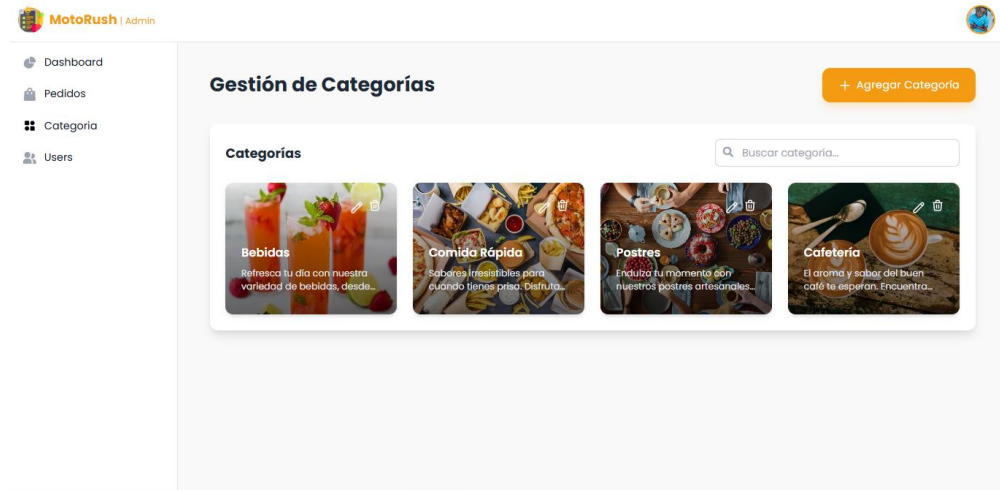 MotoRush | Admin
Dashboard
Pedidos
Categoria
Users
Gestión de Categorías
+ Agregar Categoría
Categorías
Buscar categoría...
Bebidas
Refresca tu día con nuestra
variedad de bebidas, desde...
Comida Rápida
Sabores irresistibles para
cuando tienes prisa. Disfruta...
Postres
Endulza tu momento con
nuestros postres artesanales...
Cafetería
El aroma y sabor del buen
café te esperan. Encuentra...